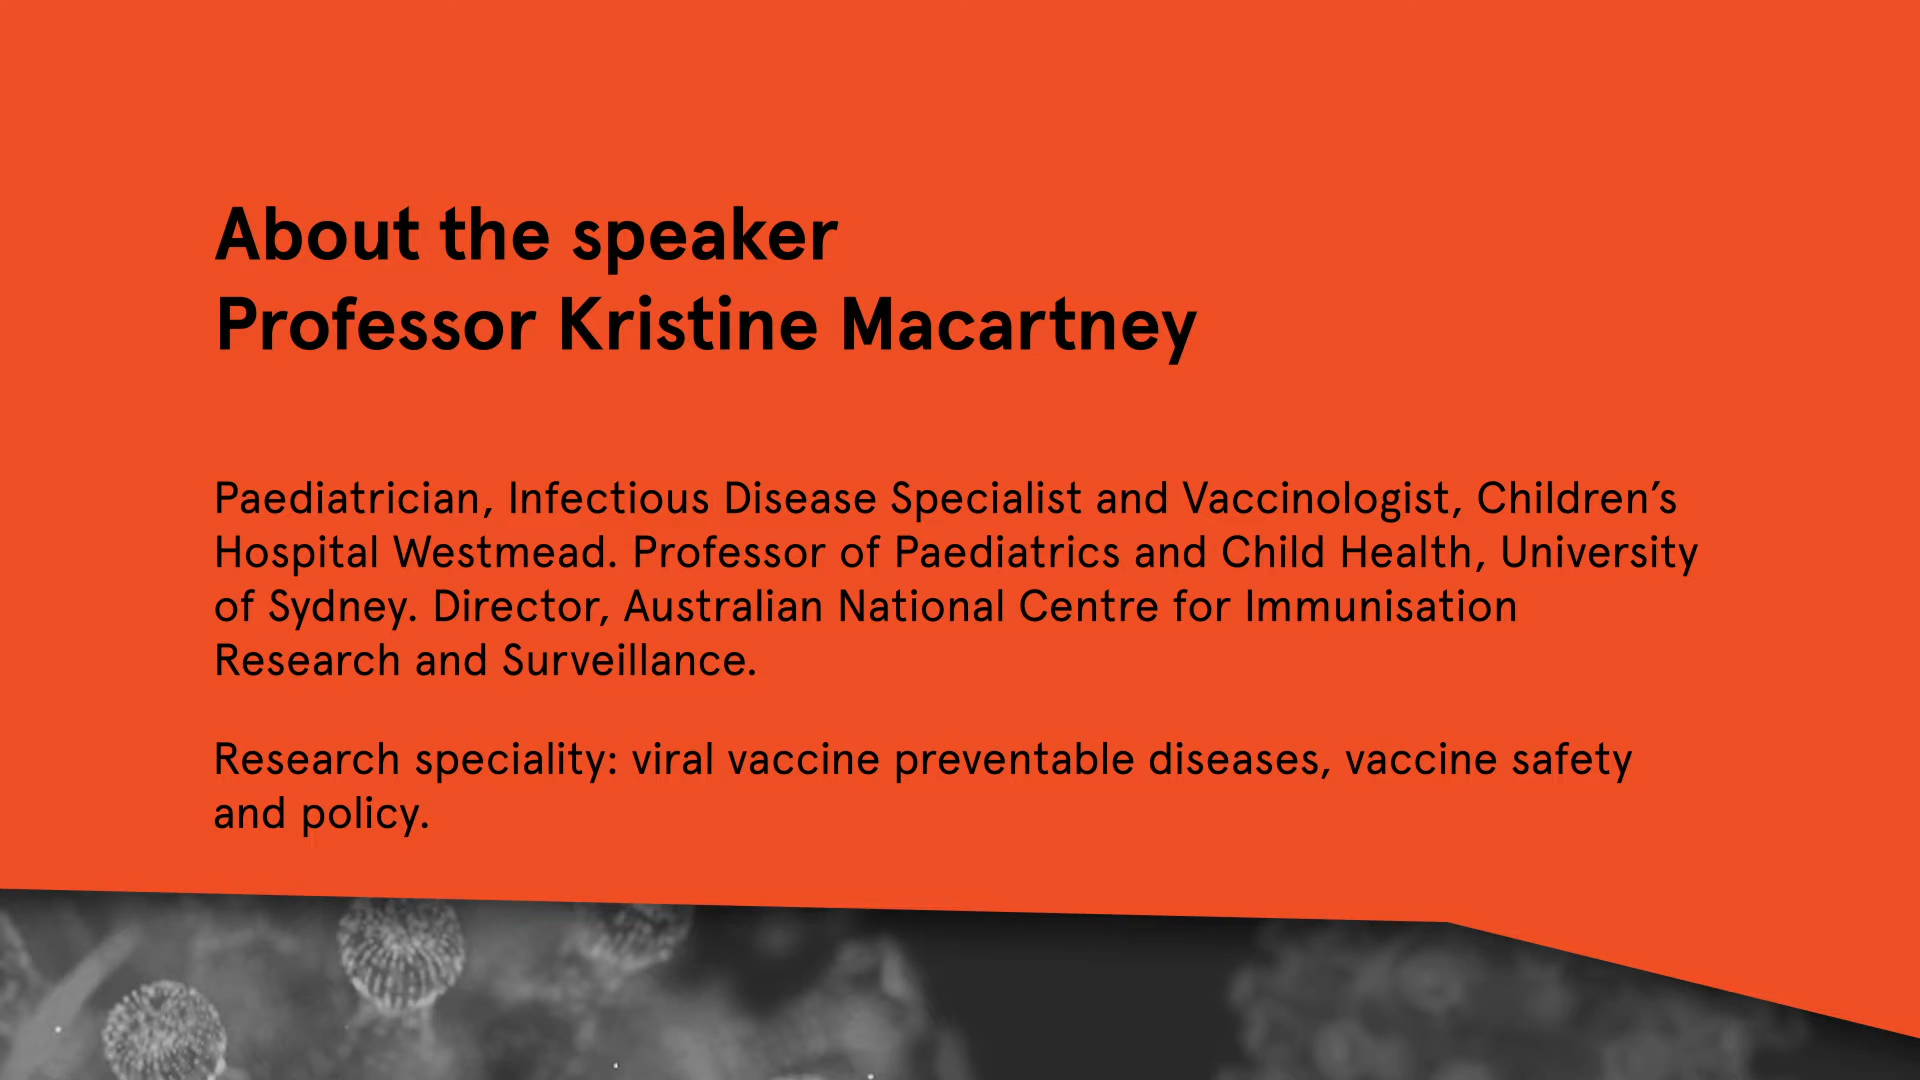 About the speaker
Professor Kristine Macartney
Paediatrician, Infectious Disease Specialist and Vaccinologist, Children’s
Hospital Westmead. Professor of Paediatrics and Child Health, University
of Sydney. Director, Australian National Centre for Immunisation
Research and Surveillance.
Research speciality: viral vaccine preventable diseases, vaccine safety
and policy.